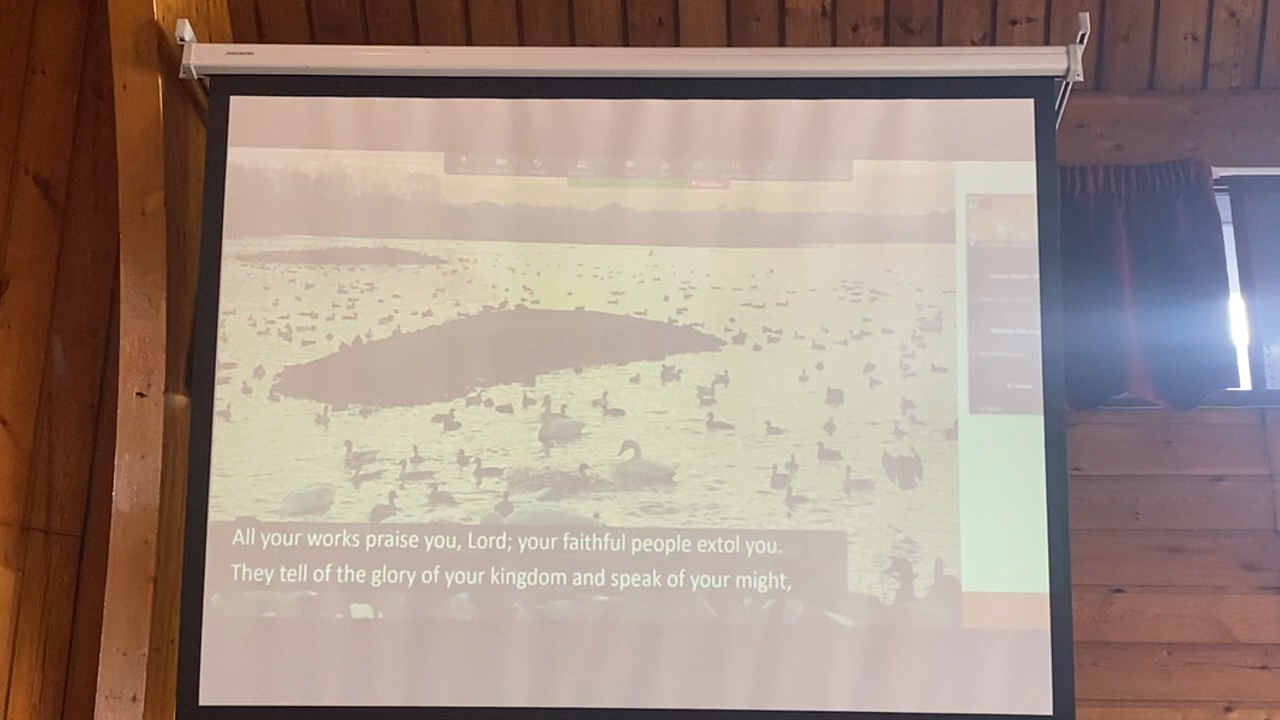 All your works praise you, Lord; your faithful people extol you.
They tell of the glory of your kingdom and speak of your might,